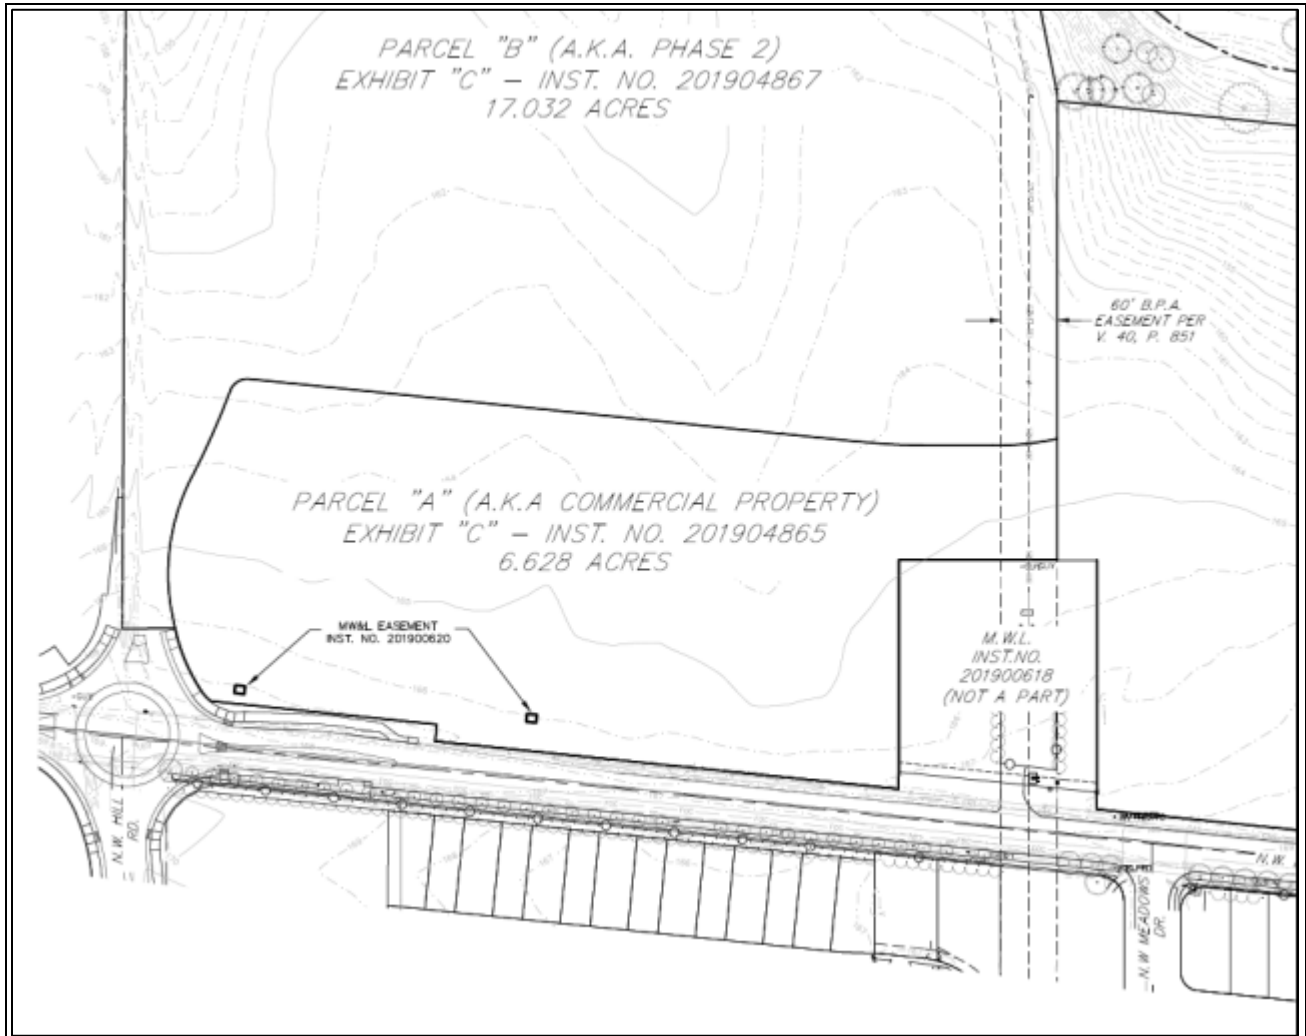 PARCEL "B" (A.K.A. PHASE 2)
EXHIBIT "C" – INST. NO. 201904867
17.032 ACRES
60' B.P.A.
EASEMENT PER
V. 40, P. 851
PARCEL "A" (A.K.A COMMERCIAL PROPERTY)
EXHIBIT "C" – INST. NO. 201904865
6.628 ACRES
MW&L EASEMENT
INST. NO. 201900620
M.W.L.
INST.NO.
201900618
(NOT A PART)
N.W. HILL
RD.
N.W.
N.W MEADOWS
DR.